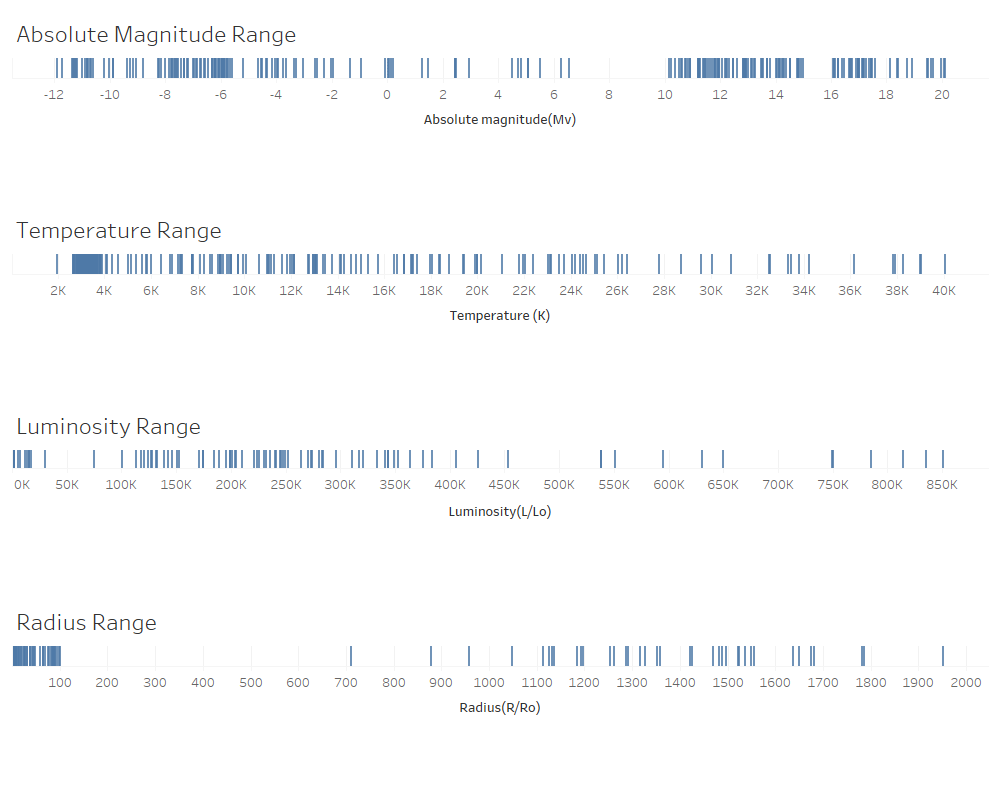 Absolute Magnitude Range
-12 -10 -8 -6 -4 -2 0 2 4 6 8 10 12 14 16 18 20
Absolute magnitude(Mv)
Temperature Range
2K 4K 6K 8K 10K 12K 14K 16K 18K 20K 22K 24K 26K 28K 30K 32K 34K 36K 38K 40K
Temperature (K)
Luminosity Range
0K 50K 100K 150K 200K 250K 300K 350K 400K 450K 500K 550K 600K 650K 700K 750K 800K 850K
Luminosity(L/Lo)
Radius Range
100 200 300 400 500 600 700 800 900 1000 1100 1200 1300 1400 1500 1600 1700 1800 1900 2000
Radius(R/Ro)